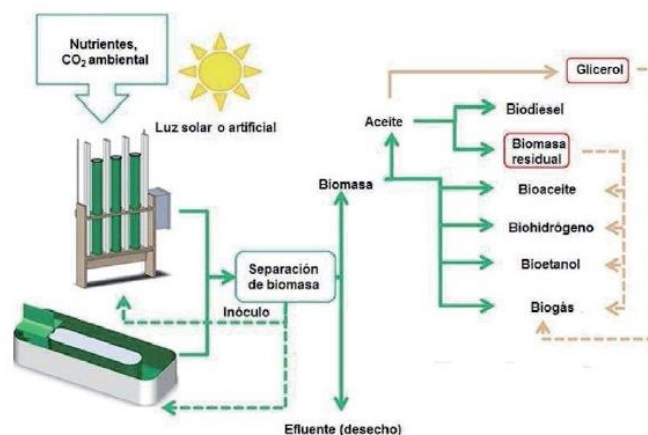 Nutrientes,
CO₂ ambiental
Luz solar o artificial
Separación
de biomasa
Inóculo
Biomasa
Efluente (desecho)
Aceite
Glicerol
Biodiesel
Biomasa
residual
Bioaceite
Biohidrógeno
Bioetanol
Biogás